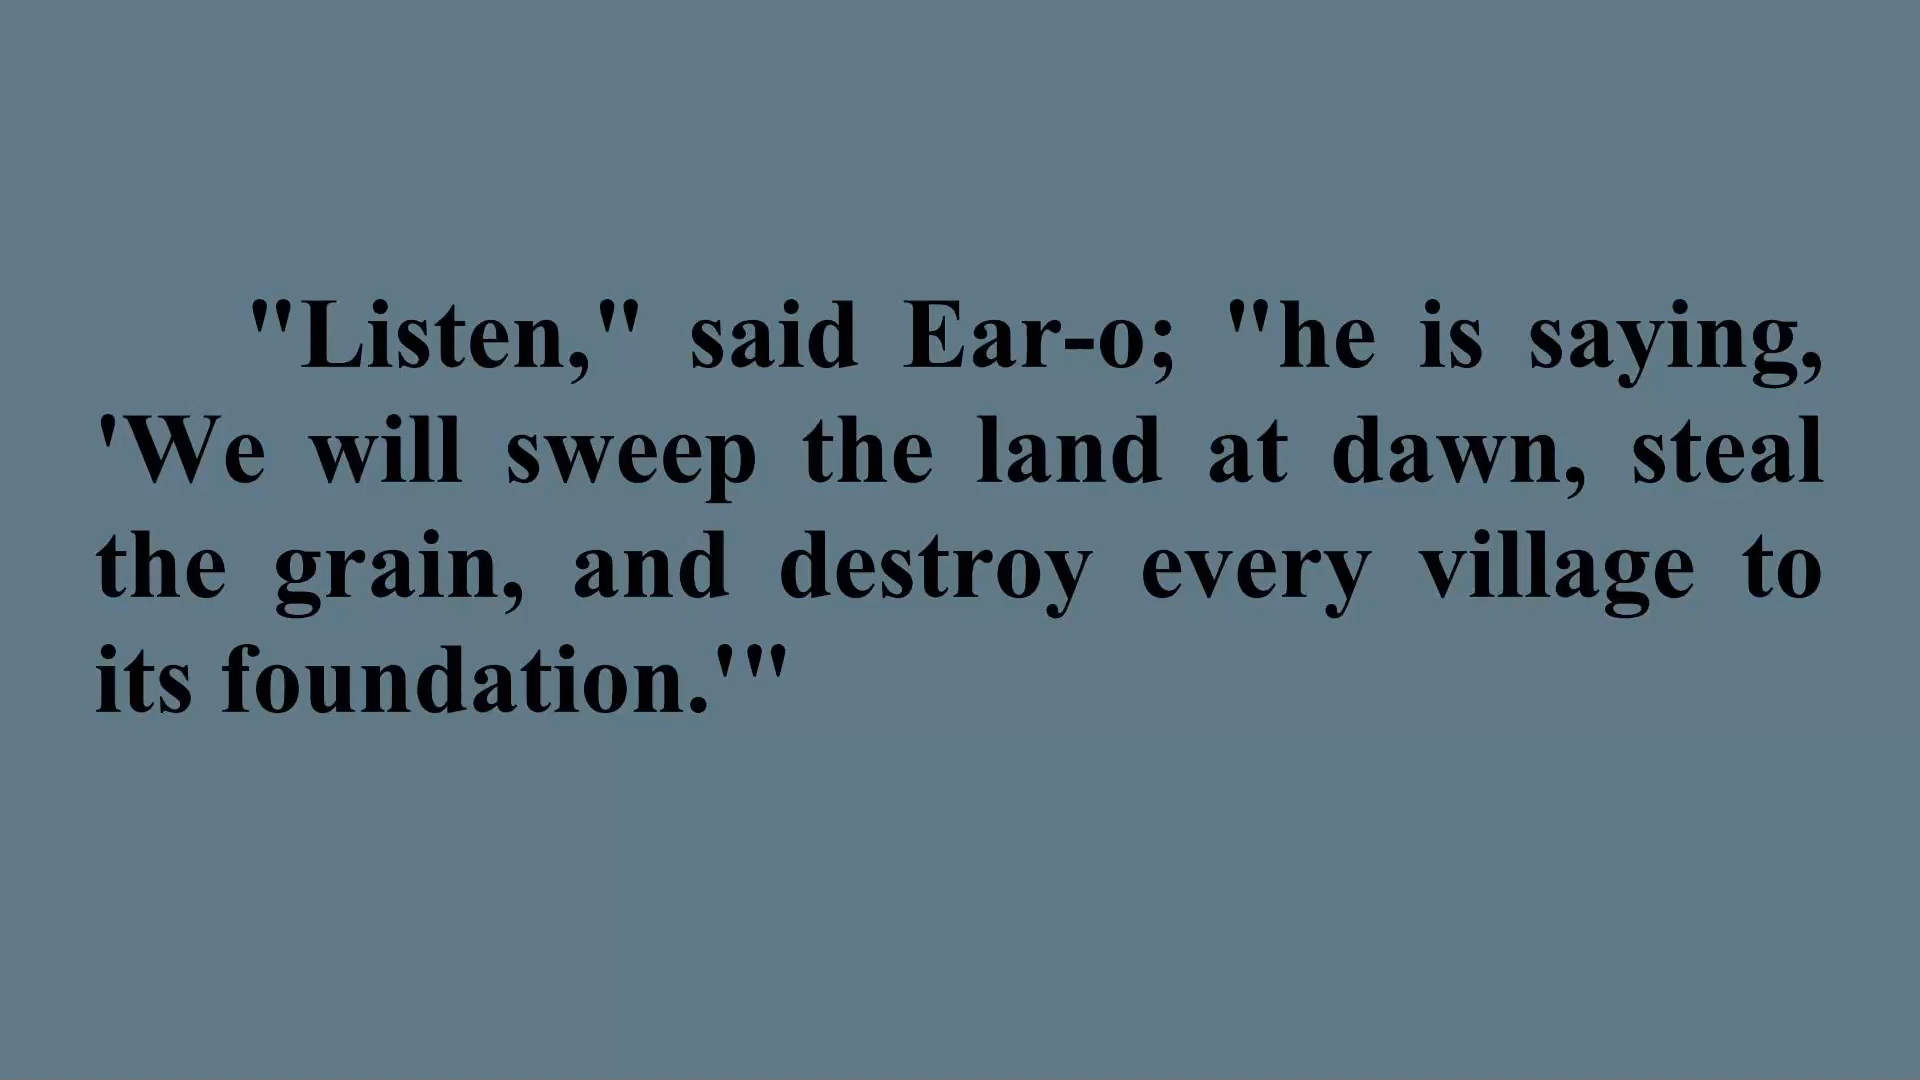 "Listen," said Ear-o; "he is saying,
'We will sweep the land at dawn, steal
the grain, and destroy every village to
its foundation.'"